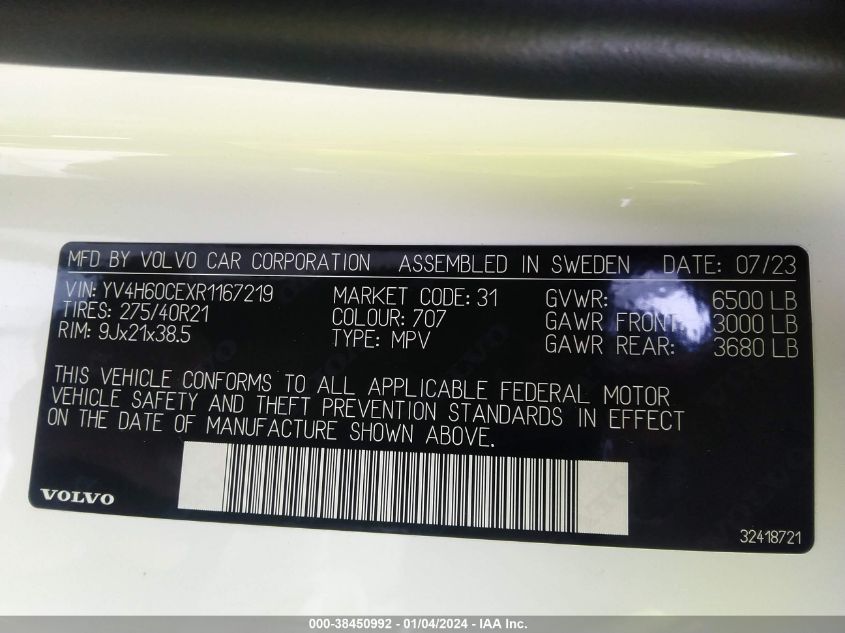 MFD BY VOLVO CAR CORPORATION ASSEMBLED IN SWEDEN DATE: 07/23
VIN: YV4H60CEXR1167219 MARKET CODE: 31 GVWR: 6500 LB
TIRES: 275/40R21 COLOUR: 707 GAWR FRONT: 3000 LB
RIM: 9Jx21x38.5 TYPE: MPV GAWR REAR: 3680 LB
THIS VEHICLE CONFORMS TO ALL APPLICABLE FEDERAL MOTOR
VEHICLE SAFETY AND THEFT PREVENTION STANDARDS IN EFFECT
ON THE DATE OF MANUFACTURE SHOWN ABOVE.
VOLVO
32418721
000-38450992 - 01/04/2024 - IAA Inc.